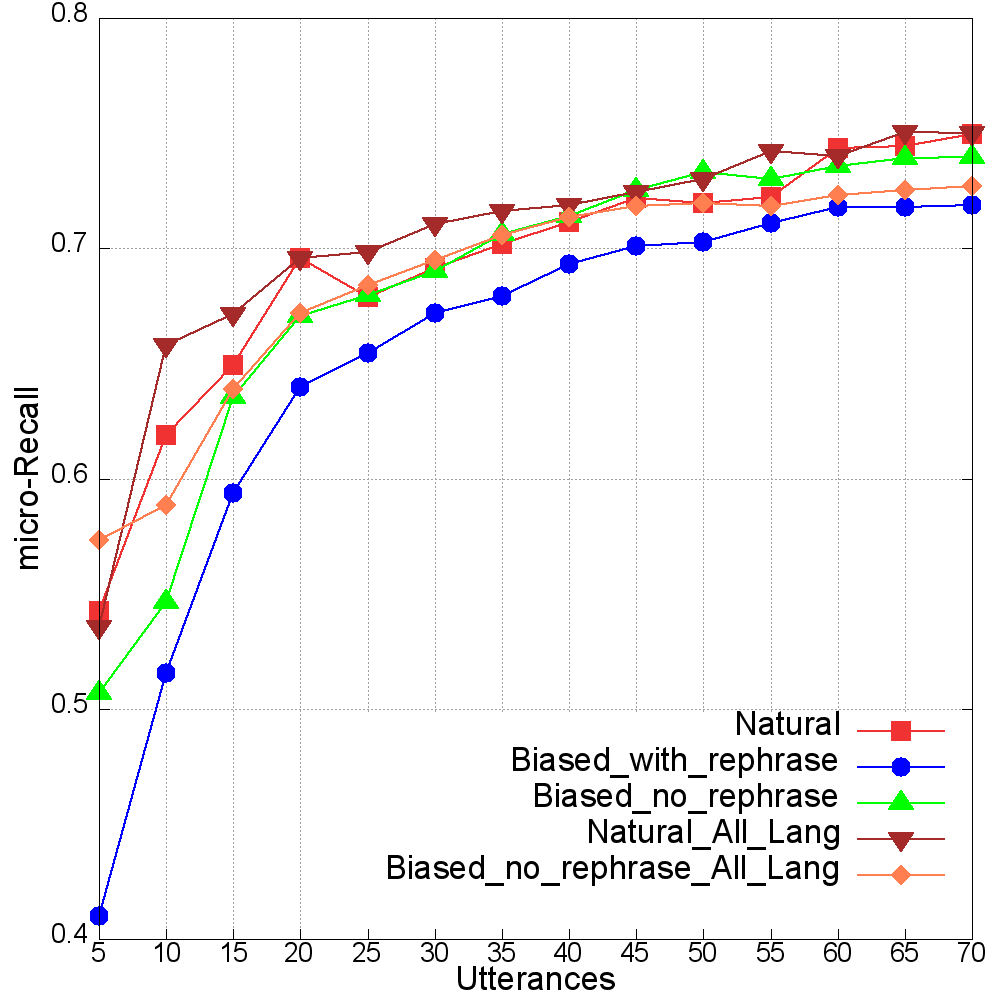 0.8
0.7
0.6
0.5
0.4
micro-Recall
Natural
Biased_with_rephrase
Biased_no_rephrase
Natural_All_Lang
Biased_no_rephrase_All_Lang
5 10 15 20 25 30 35 40 45 50 55 60 65 70
Utterances